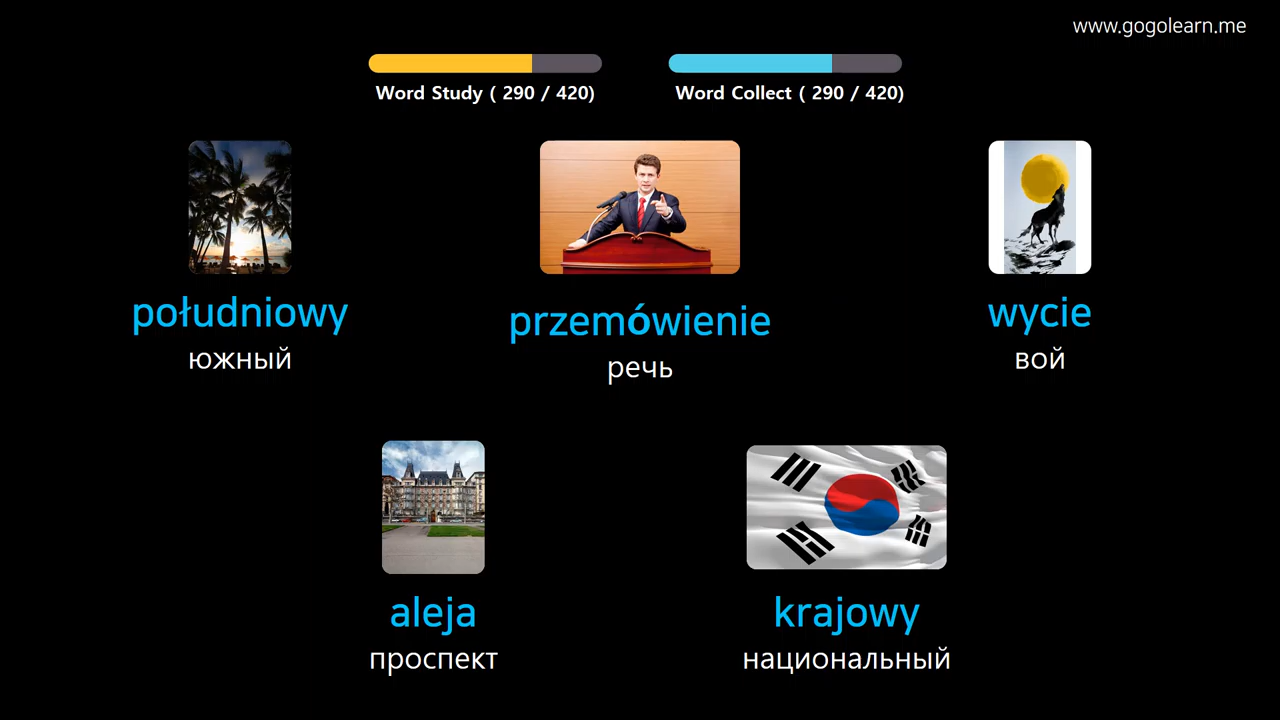 www.gogolearn.me
Word Study ( 290 / 420)
Word Collect ( 290 / 420)
południowy
южный
przemówienie
речь
wycie
вой
aleja
проспект
krajowy
национальный